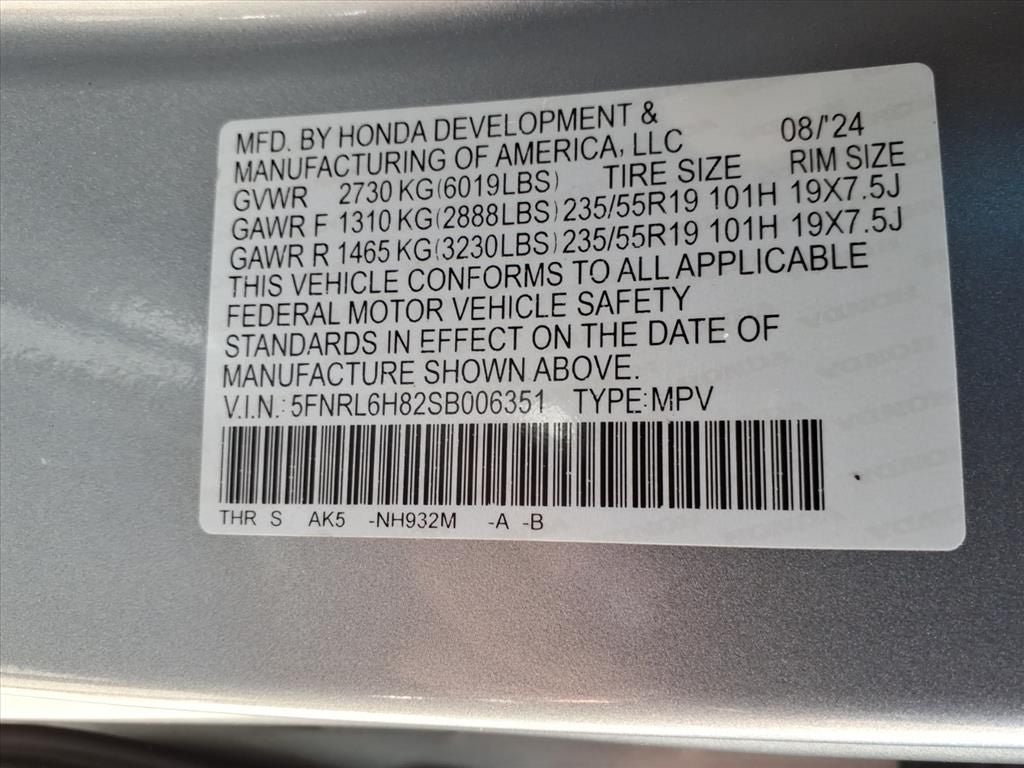 MFD. BY HONDA DEVELOPMENT &
MANUFACTURING OF AMERICA, LLC 08/'24
GVWR 2730 KG(6019LBS) TIRE SIZE RIM SIZE
GAWR F 1310 KG(2888LBS) 235/55R19 101H 19X7.5J
GAWR R 1465 KG(3230LBS) 235/55R19 101H 19X7.5J
THIS VEHICLE CONFORMS TO ALL APPLICABLE
FEDERAL MOTOR VEHICLE SAFETY
STANDARDS IN EFFECT ON THE DATE OF
MANUFACTURE SHOWN ABOVE.
V.I.N.: 5FNRL6H82SB006351 TYPE:MPV
THR S AK5 -NH932M -A -B